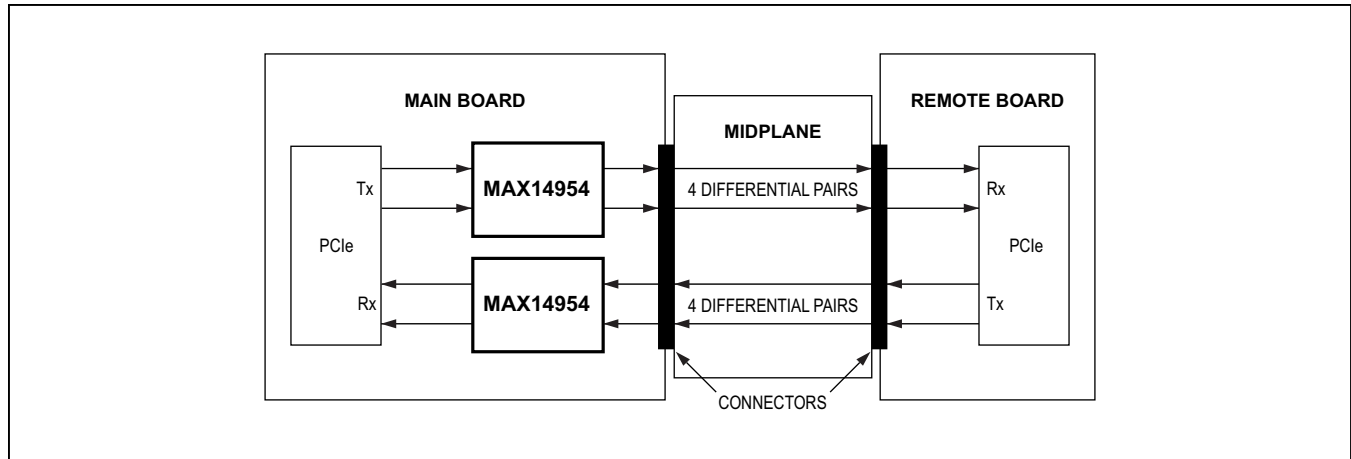 MAIN BOARD
REMOTE BOARD
MIDPLANE
Tx
MAX14954
4 DIFFERENTIAL PAIRS
Rx
PCIe
PCIe
Rx
MAX14954
4 DIFFERENTIAL PAIRS
Tx
CONNECTORS